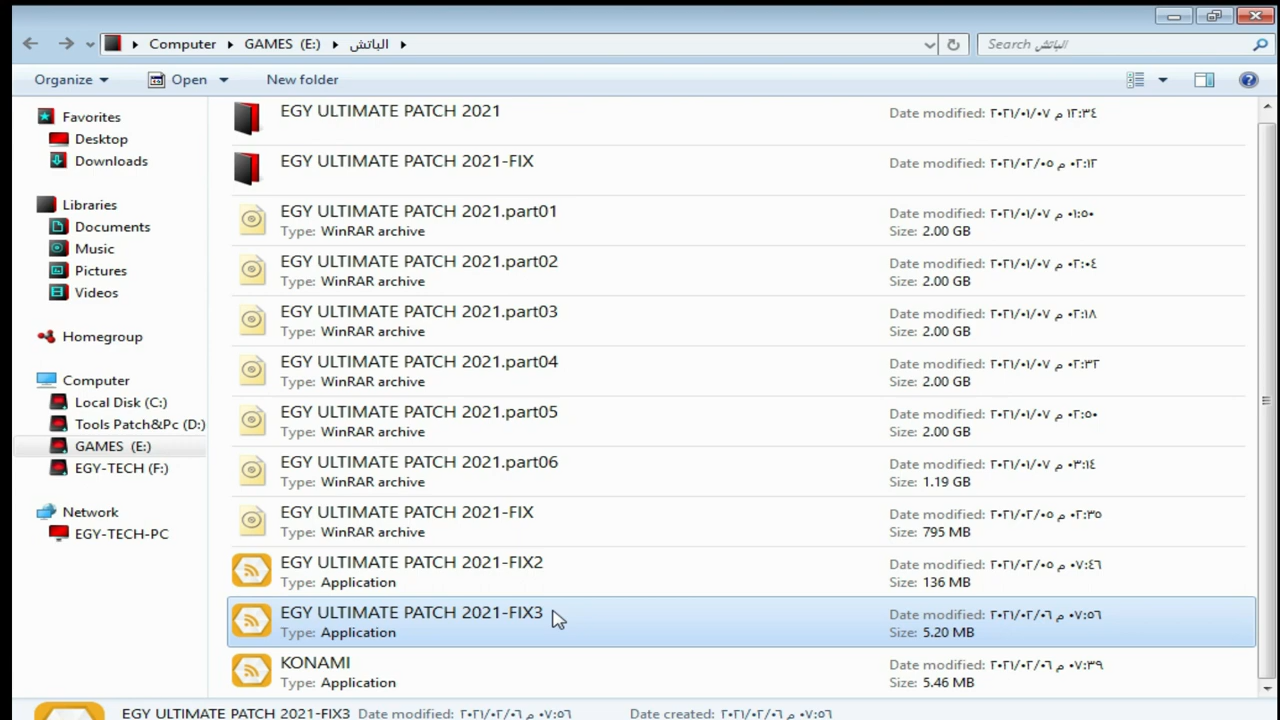 Computer GAMES (E:) الباتش
Search الباتش
Organize Open New folder
Favorites
Desktop
Downloads
Libraries
Documents
Music
Pictures
Videos
Homegroup
Computer
Local Disk (C:)
Tools Patch&Pc (D:)
GAMES (E:)
EGY-TECH (F:)
Network
EGY-TECH-PC
EGY ULTIMATE PATCH 2021 Date modified: ٢٠٢١/٠١/٠٧ م ١٢:٣٤
EGY ULTIMATE PATCH 2021-FIX Date modified: ٢٠٢١/٠٢/٠٥ م ٠٢:١٢
EGY ULTIMATE PATCH 2021.part01 Date modified: ٢٠٢١/٠١/٠٧ م ٠١:٥٠
Type: WinRAR archive Size: 2.00 GB
EGY ULTIMATE PATCH 2021.part02 Date modified: ٢٠٢١/٠١/٠٧ م ٠٢:٠٤
Type: WinRAR archive Size: 2.00 GB
EGY ULTIMATE PATCH 2021.part03 Date modified: ٢٠٢١/٠١/٠٧ م ٠٢:١٨
Type: WinRAR archive Size: 2.00 GB
EGY ULTIMATE PATCH 2021.part04 Date modified: ٢٠٢١/٠١/٠٧ م ٠٢:٣٢
Type: WinRAR archive Size: 2.00 GB
EGY ULTIMATE PATCH 2021.part05 Date modified: ٢٠٢١/٠١/٠٧ م ٠٢:٥٠
Type: WinRAR archive Size: 2.00 GB
EGY ULTIMATE PATCH 2021.part06 Date modified: ٢٠٢١/٠١/٠٧ م ٠٣:١٤
Type: WinRAR archive Size: 1.19 GB
EGY ULTIMATE PATCH 2021-FIX Date modified: ٢٠٢١/٠٢/٠٥ م ٠٢:٣٥
Type: WinRAR archive Size: 795 MB
EGY ULTIMATE PATCH 2021-FIX2 Date modified: ٢٠٢١/٠٢/٠٥ م ٠٧:٤٦
Type: Application Size: 136 MB
EGY ULTIMATE PATCH 2021-FIX3 Date modified: ٢٠٢١/٠٢/٠٦ م ٠٧:٥٦
Type: Application Size: 5.20 MB
KONAMI Date modified: ٢٠٢١/٠٢/٠٦ م ٠٧:٣٩
Type: Application Size: 5.46 MB
EGY ULTIMATE PATCH 2021-FIX3 Date modified: ٢٠٢١/٠٢/٠٦ م ٠٧:٥٦ Date created: ٢٠٢١/٠٢/٠٦ م ٠٧:٥٦